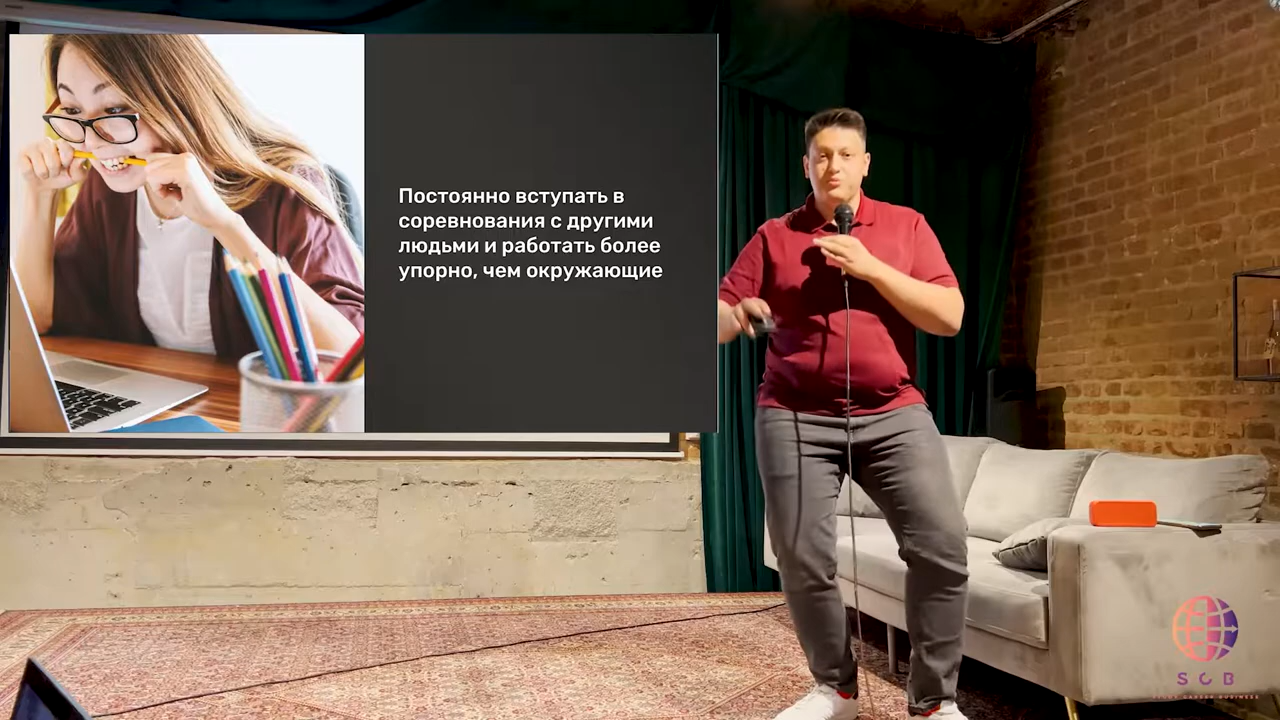 Постоянно вступать в
соревнования с другими
людьми и работать более
упорно, чем окружающие
SCB